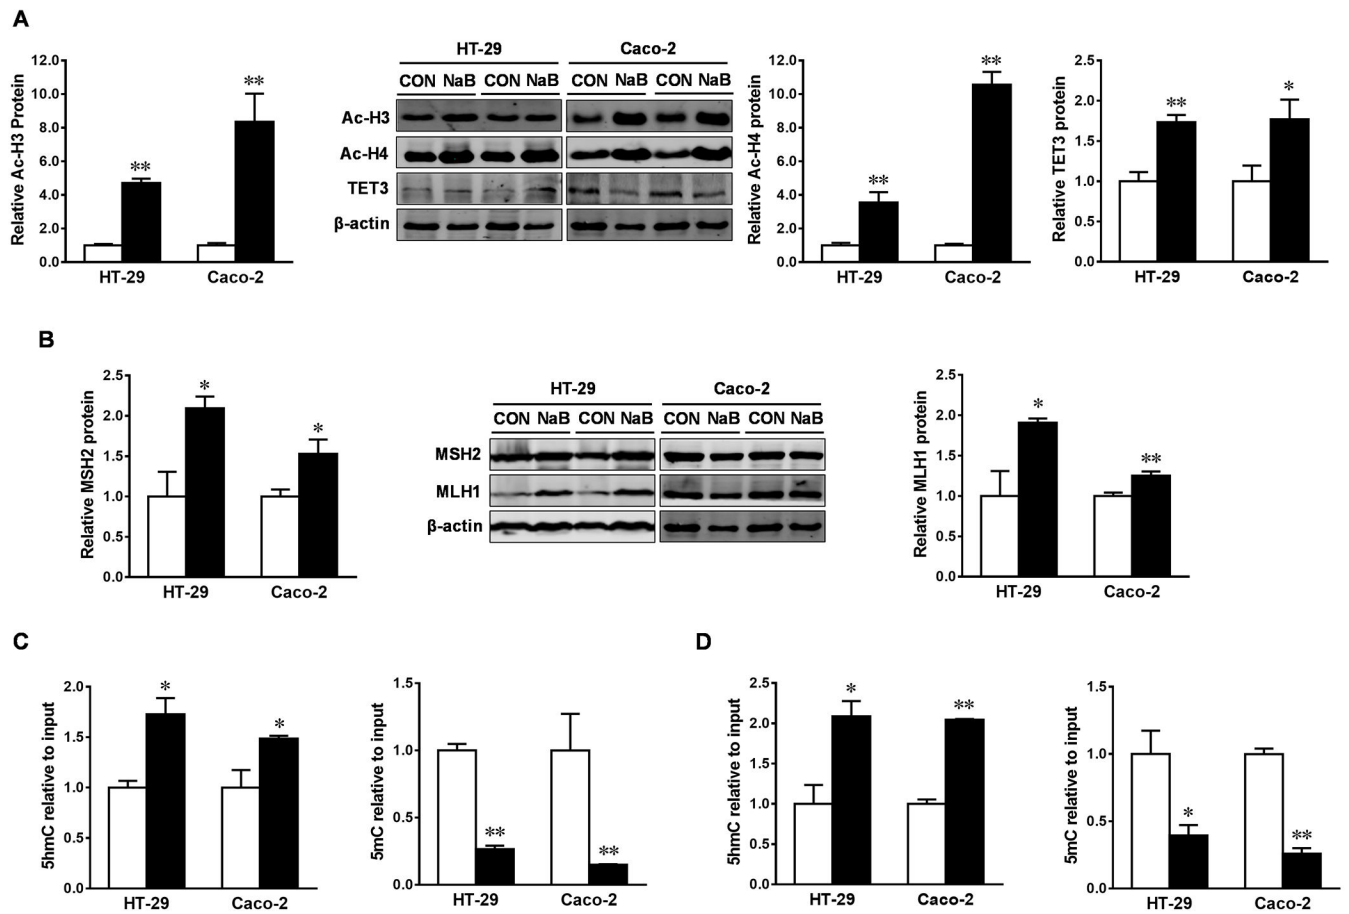 A
Relative Ac-H3 Protein
12.0
10.0
8.0
6.0
4.0
2.0
0.0
**
**
HT-29 Caco-2
HT-29 Caco-2
CON NaB CON NaB CON NaB CON NaB
Ac-H3
Ac-H4
TET3
β-actin
Relative Ac-H4 protein
12.0
10.0
8.0
6.0
4.0
2.0
0.0
**
**
HT-29 Caco-2
Relative TET3 protein
2.5
2.0
1.5
1.0
0.5
0.0
**
*
HT-29 Caco-2
B
Relative MSH2 protein
2.5
2.0
1.5
1.0
0.5
0.0
*
*
HT-29 Caco-2
HT-29 Caco-2
CON NaB CON NaB CON NaB CON NaB
MSH2
MLH1
β-actin
Relative MLH1 protein
2.5
2.0
1.5
1.0
0.5
0.0
*
**
HT-29 Caco-2
C
5hmC relative to input
2.0
1.5
1.0
0.5
0.0
*
*
HT-29 Caco-2
5mC relative to input
1.5
1.0
0.5
0.0
**
**
HT-29 Caco-2
D
5hmC relative to input
2.5
2.0
1.5
1.0
0.5
0.0
*
**
HT-29 Caco-2
5mC relative to input
1.5
1.0
0.5
0.0
*
**
HT-29 Caco-2